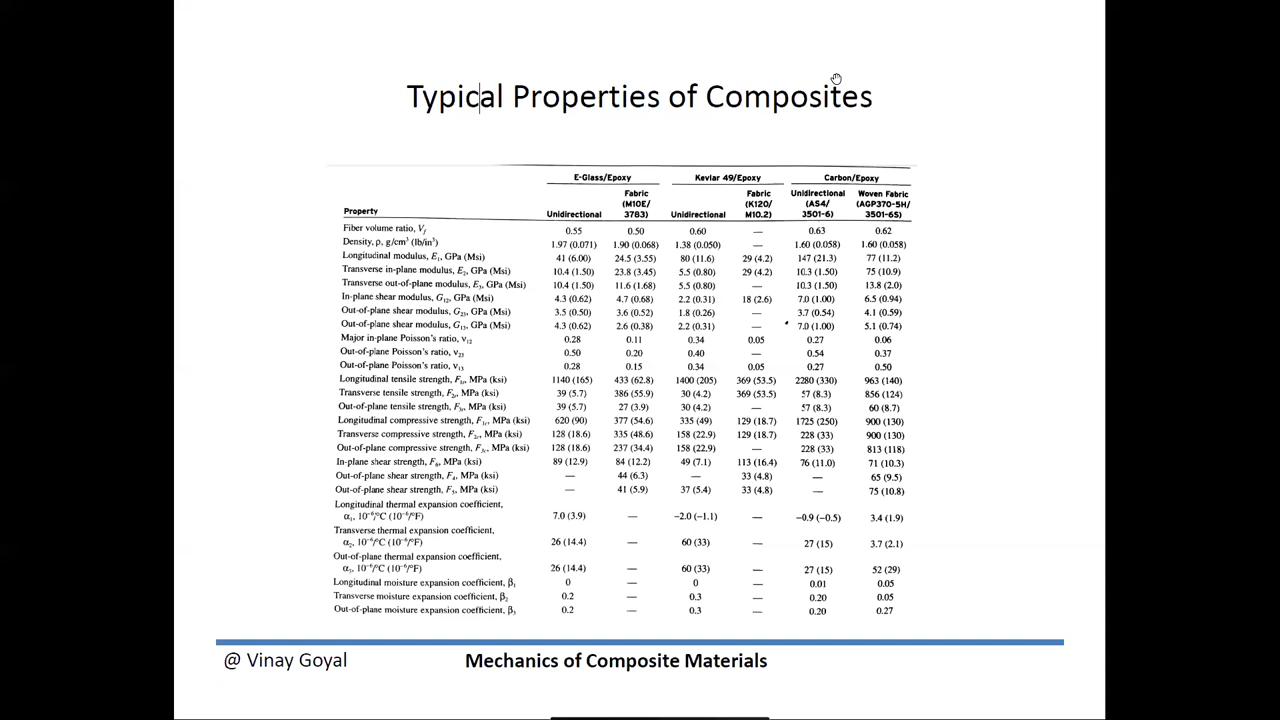 Typical Properties of Composites
E-Glass/Epoxy Kevlar 49/Epoxy Carbon/Epoxy
Property Unidirectional Fabric (M10E/ 3783) Unidirectional Fabric (K120/ M10.2) Unidirectional (AS4/ 3501-6) Woven Fabric (AGP370-5H/ 3501-6S)
Fiber volume ratio, Vf 0.55 0.50 0.60 — 0.63 0.62
Density, ρ, g/cm³ (lb/in³) 1.97 (0.071) 1.90 (0.068) 1.38 (0.050) — 1.60 (0.058) 1.60 (0.058)
Longitudinal modulus, E₁, GPa (Msi) 41 (6.00) 24.5 (3.55) 80 (11.6) 29 (4.2) 147 (21.3) 77 (11.2)
Transverse in-plane modulus, E₂, GPa (Msi) 10.4 (1.50) 23.8 (3.45) 5.5 (0.80) 29 (4.2) 10.3 (1.50) 75 (10.9)
Transverse out-of-plane modulus, E₃, GPa (Msi) 10.4 (1.50) 11.6 (1.68) 5.5 (0.80) — 10.3 (1.50) 13.8 (2.0)
In-plane shear modulus, G₁₂, GPa (Msi) 4.3 (0.62) 4.7 (0.68) 2.2 (0.31) 18 (2.6) 7.0 (1.00) 6.5 (0.94)
Out-of-plane shear modulus, G₂₃, GPa (Msi) 3.5 (0.50) 3.6 (0.52) 1.8 (0.26) — 3.7 (0.54) 4.1 (0.59)
Out-of-plane shear modulus, G₁₃, GPa (Msi) 4.3 (0.62) 2.6 (0.38) 2.2 (0.31) — 7.0 (1.00) 5.1 (0.74)
Major in-plane Poisson's ratio, ν₁₂ 0.28 0.11 0.34 0.05 0.27 0.06
Out-of-plane Poisson's ratio, ν₂₃ 0.50 0.20 0.40 — 0.54 0.37
Out-of-plane Poisson's ratio, ν₁₃ 0.28 0.15 0.34 0.05 0.27 0.50
Longitudinal tensile strength, F₁ₜ, MPa (ksi) 1140 (165) 433 (62.8) 1400 (205) 369 (53.5) 2280 (330) 963 (140)
Transverse tensile strength, F₂ₜ, MPa (ksi) 39 (5.7) 386 (55.9) 30 (4.2) 369 (53.5) 57 (8.3) 856 (124)
Out-of-plane tensile strength, F₃ₜ, MPa (ksi) 39 (5.7) 27 (3.9) 30 (4.2) — 57 (8.3) 60 (8.7)
Longitudinal compressive strength, F₁c, MPa (ksi) 620 (90) 377 (54.6) 335 (49) 129 (18.7) 1725 (250) 900 (130)
Transverse compressive strength, F₂c, MPa (ksi) 128 (18.6) 335 (48.6) 158 (22.9) 129 (18.7) 228 (33) 900 (130)
Out-of-plane compressive strength, F₃c, MPa (ksi) 128 (18.6) 237 (34.4) 158 (22.9) — 228 (33) 813 (118)
In-plane shear strength, F₆, MPa (ksi) 89 (12.9) 84 (12.2) 49 (7.1) 113 (16.4) 76 (11.0) 71 (10.3)
Out-of-plane shear strength, F₄, MPa (ksi) — 44 (6.3) — 33 (4.8) — 65 (9.5)
Out-of-plane shear strength, F₅, MPa (ksi) — 41 (5.9) 37 (5.4) 33 (4.8) — 75 (10.8)
Longitudinal thermal expansion coefficient,
α₁, 10⁻⁶/°C (10⁻⁶/°F) 7.0 (3.9) — −2.0 (−1.1) — −0.9 (−0.5) 3.4 (1.9)
Transverse thermal expansion coefficient,
α₂, 10⁻⁶/°C (10⁻⁶/°F) 26 (14.4) — 60 (33) — 27 (15) 3.7 (2.1)
Out-of-plane thermal expansion coefficient,
α₃, 10⁻⁶/°C (10⁻⁶/°F) 26 (14.4) — 60 (33) — 27 (15) 52 (29)
Longitudinal moisture expansion coefficient, β₁ 0 — 0 — 0.01 0.05
Transverse moisture expansion coefficient, β₂ 0.2 — 0.3 — 0.20 0.05
Out-of-plane moisture expansion coefficient, β₃ 0.2 — 0.3 — 0.20 0.27
@ Vinay Goyal Mechanics of Composite Materials